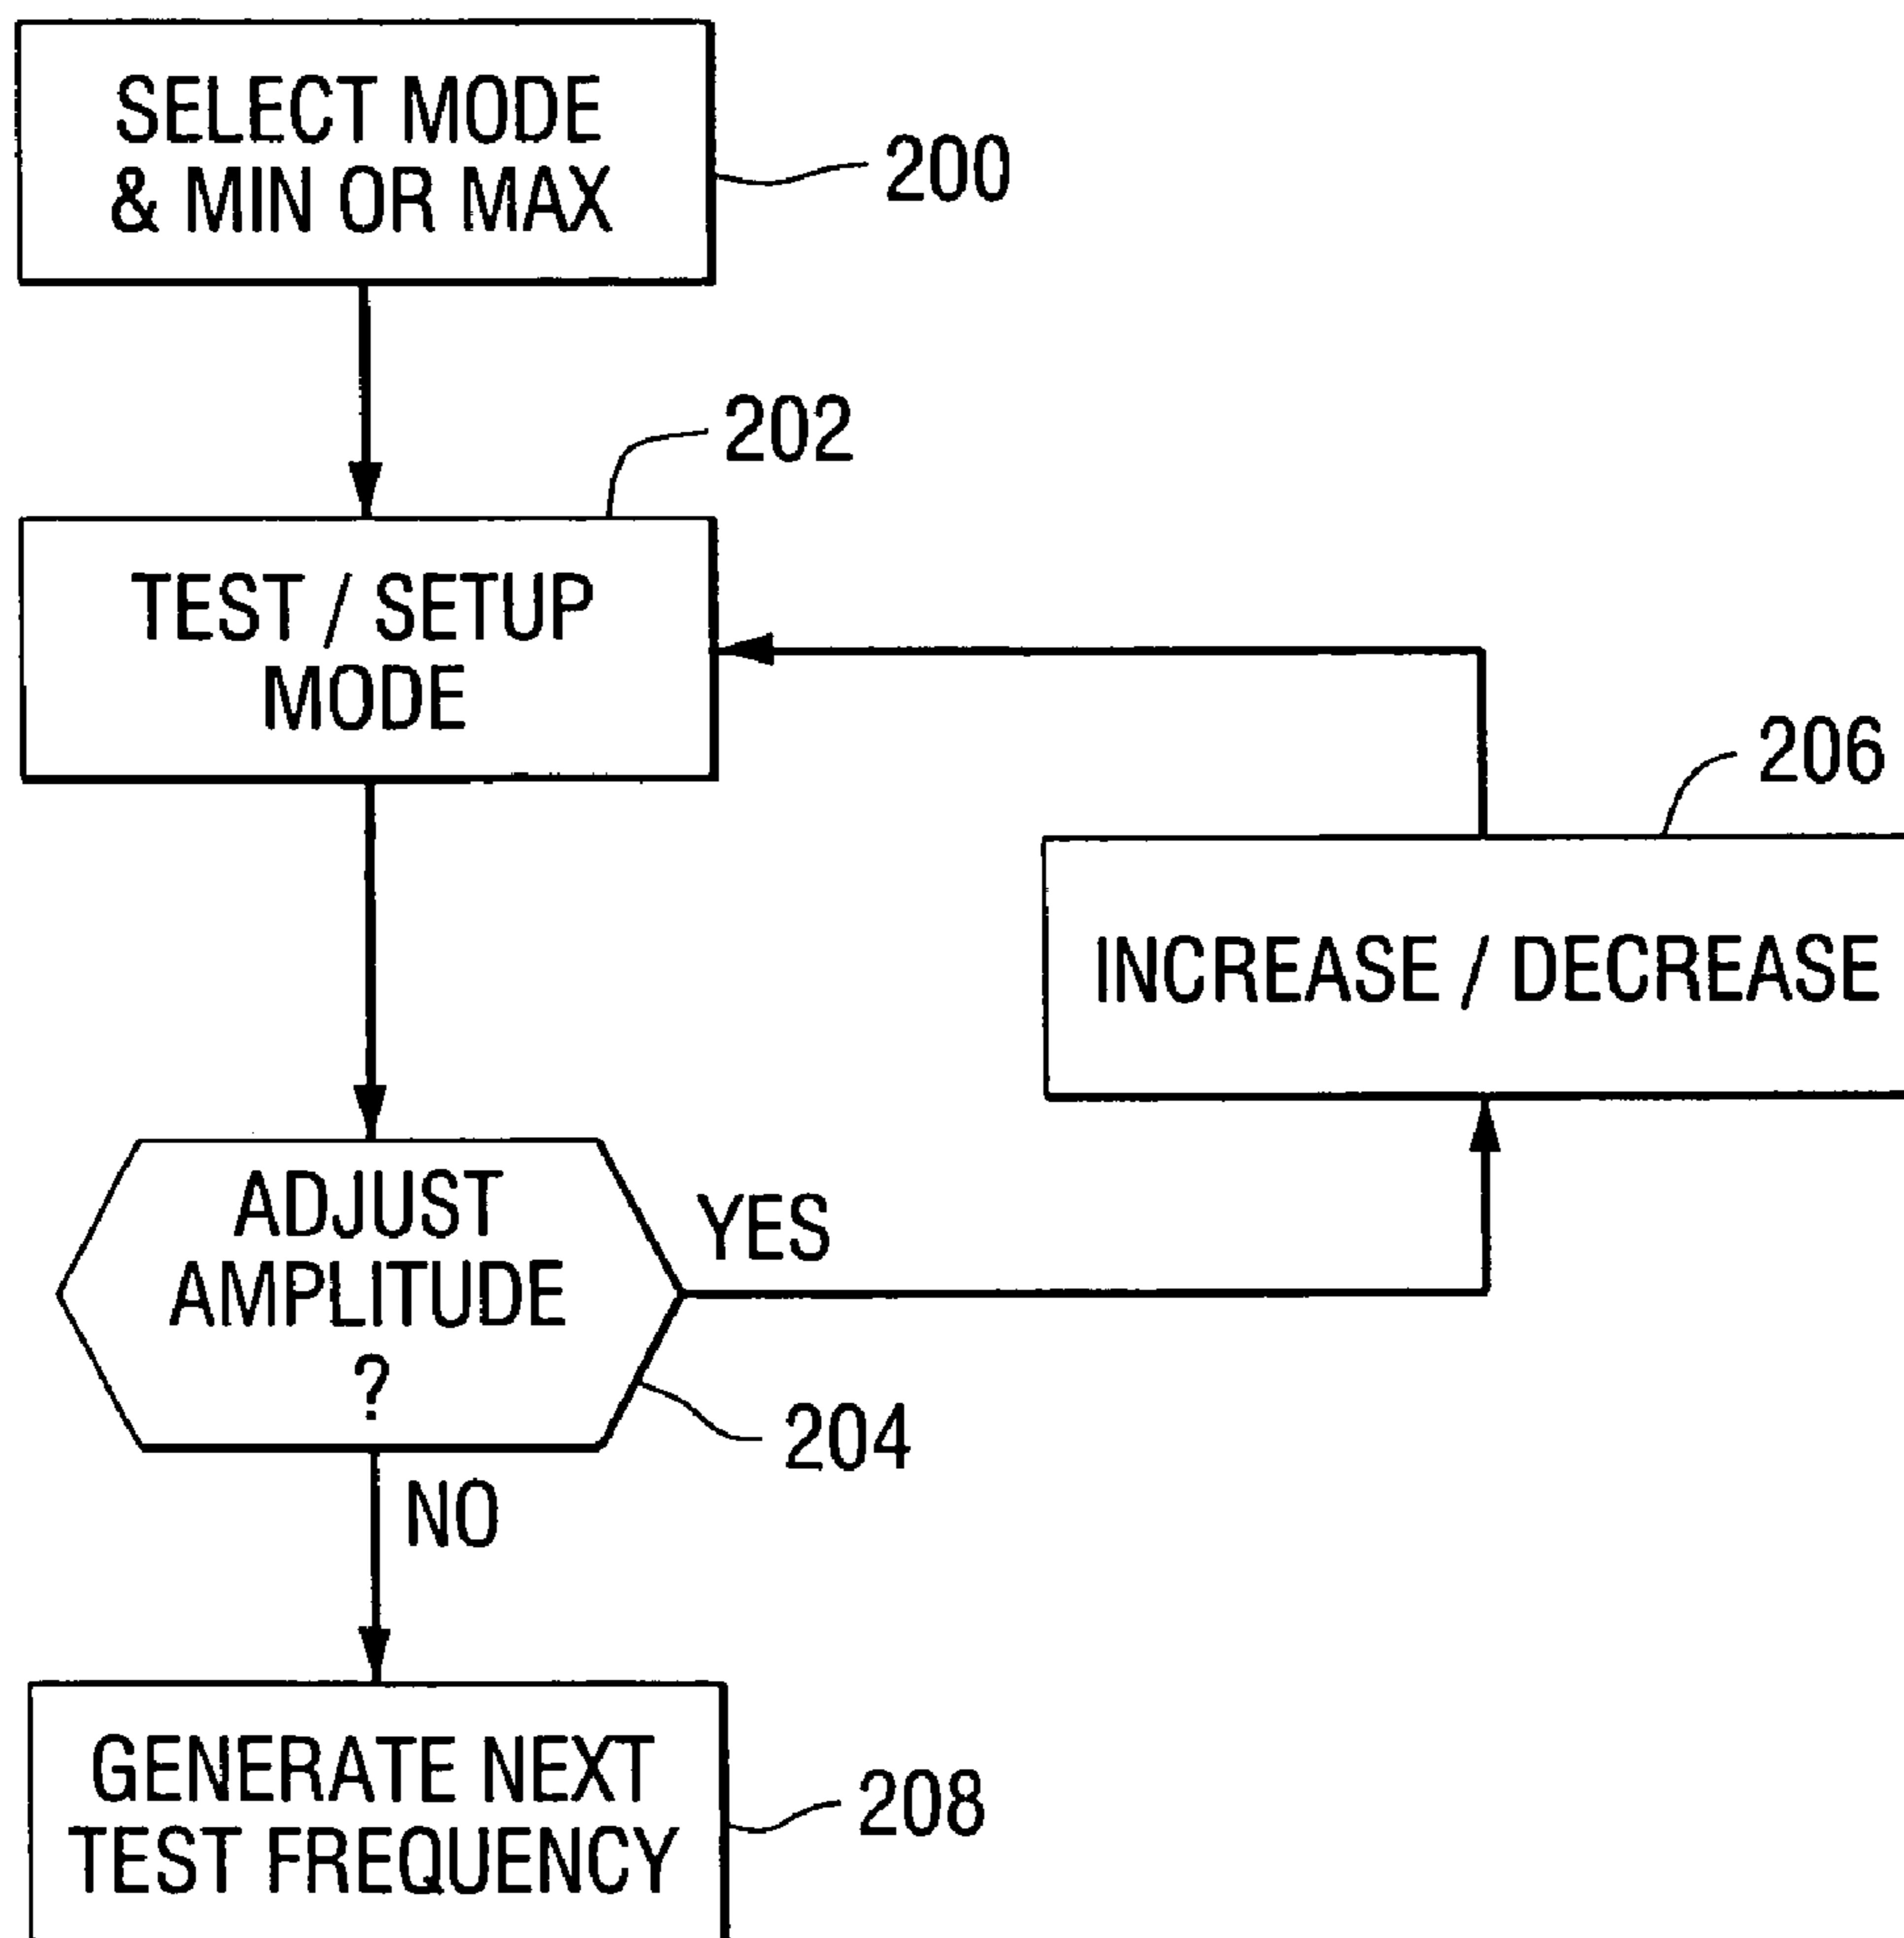 SELECT MODE
& MIN OR MAX
200
202
TEST / SETUP
MODE
206
INCREASE / DECREASE
ADJUST
AMPLITUDE
?
YES
204
NO
GENERATE NEXT
TEST FREQUENCY
208